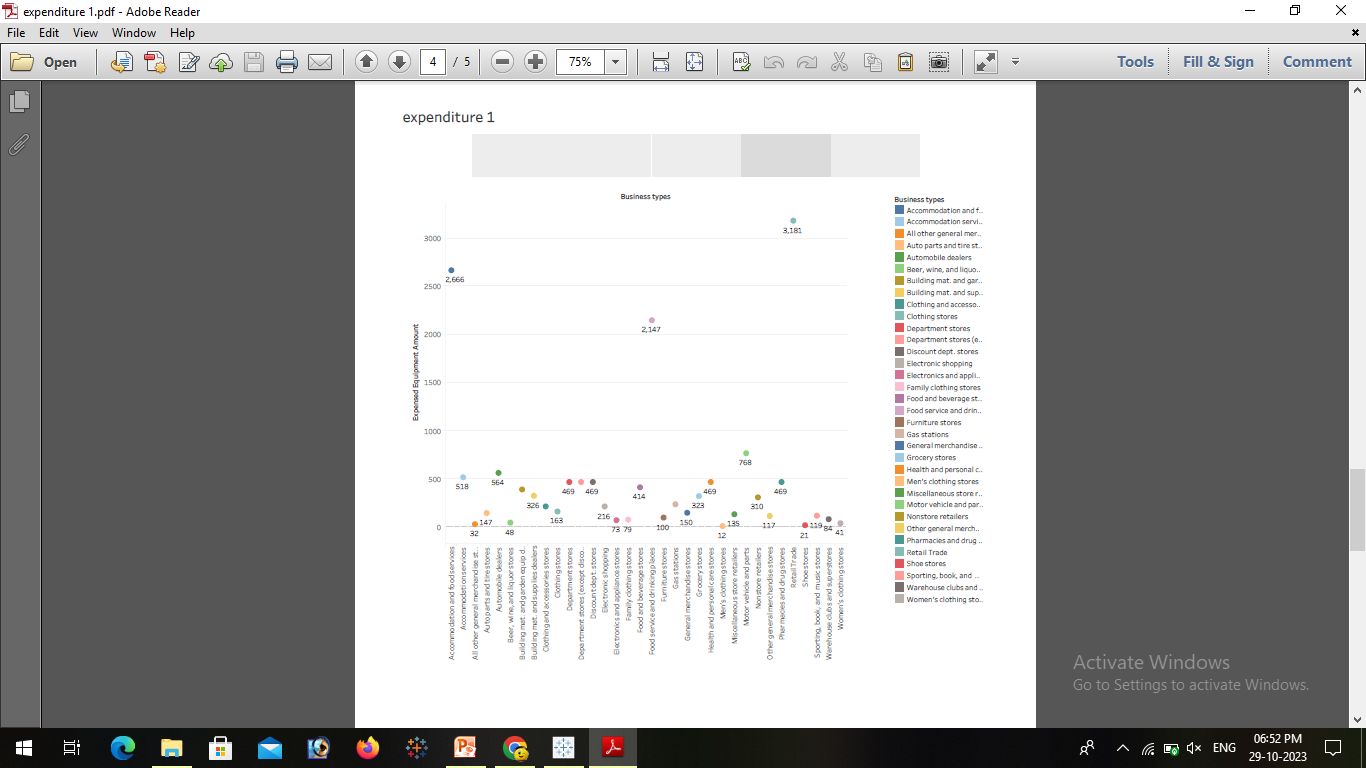 expenditure 1.pdf - Adobe Reader
File Edit View Window Help
Open 4 / 5 75% Tools Fill & Sign Comment
expenditure 1
Business types
Expensed Equipment Amount
3000
2500
2000
1500
1000
500
0
2,666
518
32
147
564
48
326
163
469
469
216
73
79
414
2,147
100
150
323
469
12
135
768
310
117
469
3,181
21
119
84
41
Accommodation and food services
Accommodation services
All other general merchandise st..
Auto parts and tire stores
Automobile dealers
Beer, wine, and liquor stores
Building mat. and garden equip d..
Building mat. and supplies dealers
Clothing and accessories stores
Clothing stores
Department stores
Department stores (except disco..
Discount dept. stores
Electronic shopping
Electronics and appliance stores
Family clothing stores
Food and beverage stores
Food service and drinking places
Furniture stores
Gas stations
General merchandise stores
Grocery stores
Health and personal care stores
Men's clothing stores
Miscellaneous store retailers
Motor vehicle and parts
Nonstore retailers
Other general merchandise stores
Pharmacies and drug stores
Retail Trade
Shoe stores
Sporting, book, and music stores
Warehouse clubs and superstores
Women's clothing stores
Business types
Accommodation and f..
Accommodation servi..
All other general mer..
Auto parts and tire st..
Automobile dealers
Beer, wine, and liquo..
Building mat. and gar..
Building mat. and sup..
Clothing and accesso..
Clothing stores
Department stores
Department stores (e..
Discount dept. stores
Electronic shopping
Electronics and appli..
Family clothing stores
Food and beverage st..
Food service and drin..
Furniture stores
Gas stations
General merchandise ..
Grocery stores
Health and personal c..
Men's clothing stores
Miscellaneous store r..
Motor vehicle and par..
Nonstore retailers
Other general merch..
Pharmacies and drug ..
Retail Trade
Shoe stores
Sporting, book, and ..
Warehouse clubs and ..
Women's clothing sto..
Activate Windows
Go to Settings to activate Windows.
ENG
06:52 PM
29-10-2023